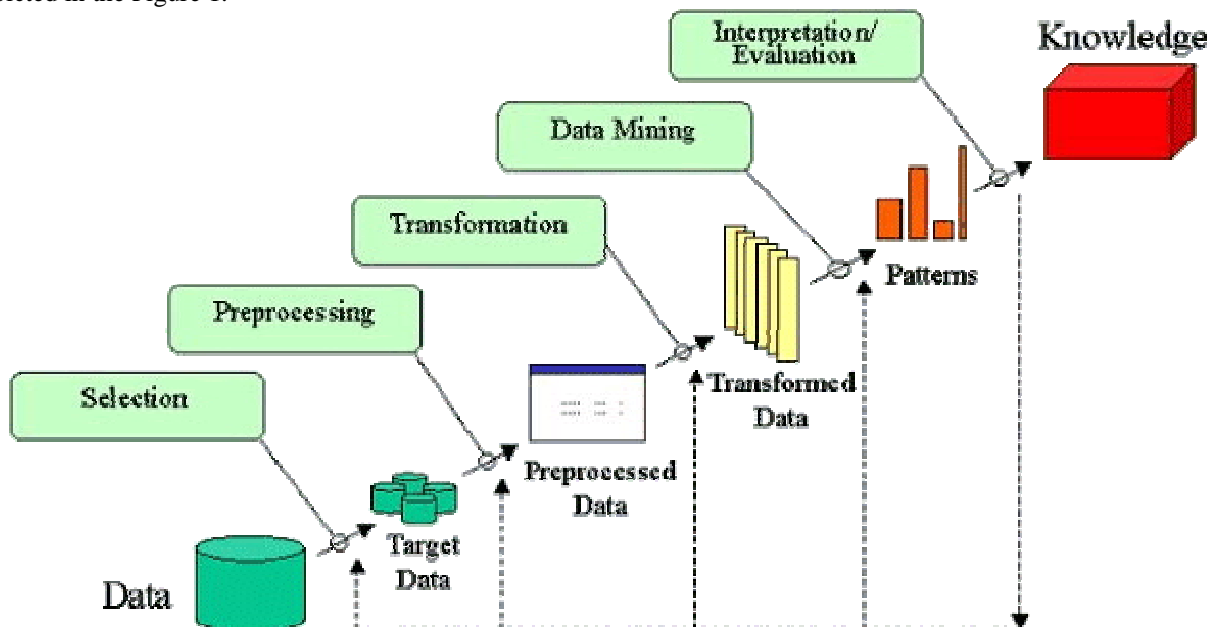 Interpretation/
Evaluation
Knowledge
Data Mining
Transformation
Patterns
Preprocessing
Transformed
Data
Selection
Preprocessed
Data
Target
Data
Data